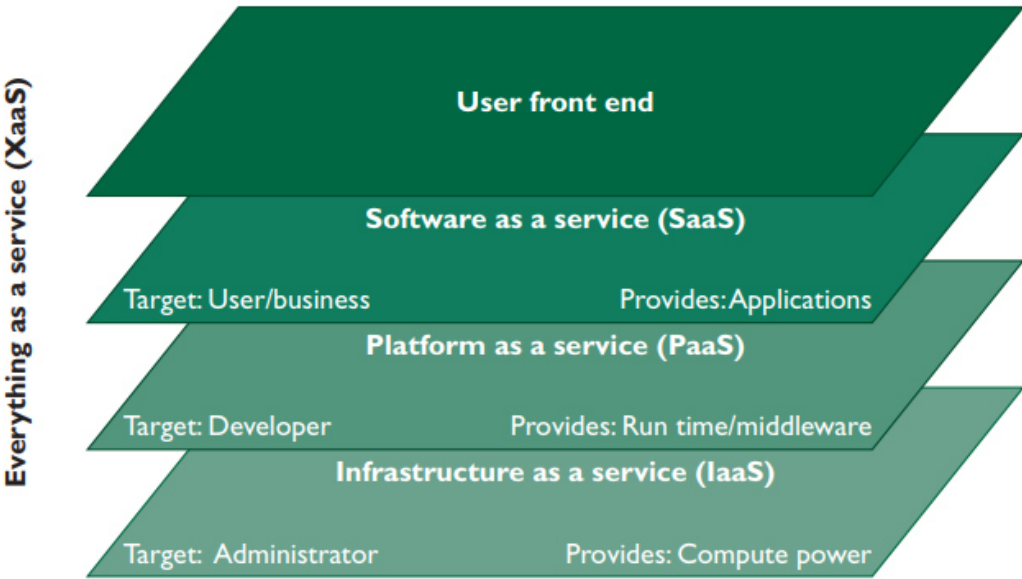 Everything as a service (XaaS)
User front end
Software as a service (SaaS)
Target: User/business Provides: Applications
Platform as a service (PaaS)
Target: Developer Provides: Run time/middleware
Infrastructure as a service (IaaS)
Target: Administrator Provides: Compute power